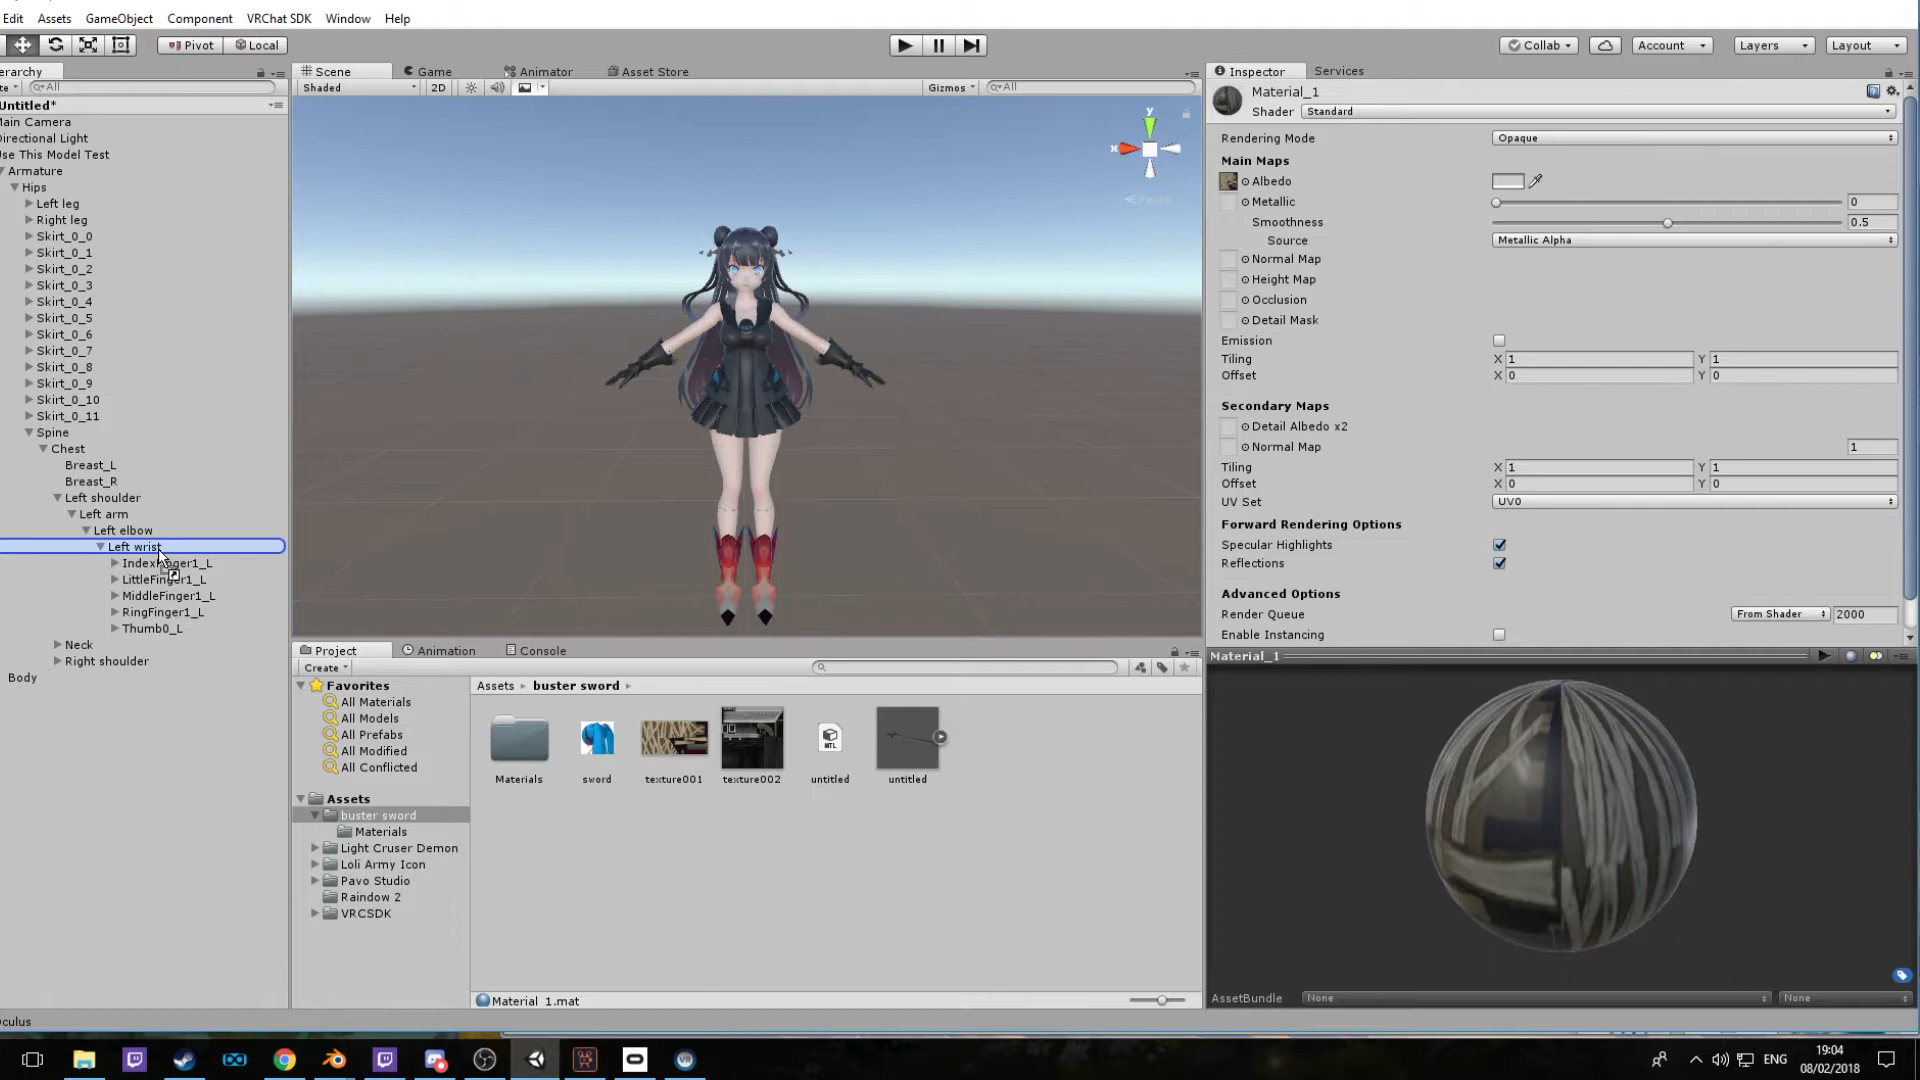 Edit Assets GameObject Component VRChat SDK Window Help
Pivot Local Collab Account Layers Layout
erarchy
te All
Untitled*
ain Camera
irectional Light
se This Model Test
Armature
Hips
Left leg
Right leg
Skirt_0_0
Skirt_0_1
Skirt_0_2
Skirt_0_3
Skirt_0_4
Skirt_0_5
Skirt_0_6
Skirt_0_7
Skirt_0_8
Skirt_0_9
Skirt_0_10
Skirt_0_11
Spine
Chest
Breast_L
Breast_R
Left shoulder
Left arm
Left elbow
Left wrist
LittleFinger1_L
MiddleFinger1_L
RingFinger1_L
Thumb0_L
Neck
Right shoulder
Body
Scene Game Animator Asset Store
Shaded 2D Gizmos All
y
x
Persp
Project Animation Console
Create
Favorites
All Materials
All Models
All Prefabs
All Modified
All Conflicted
Assets
buster sword
Materials
Light Cruser Demon
Loli Army Icon
Pavo Studio
Raindow 2
VRCSDK
Assets buster sword
MTL
Materials sword texture001 texture002 untitled untitled
Material_1.mat
Inspector Services
Material_1
Shader Standard
Rendering Mode Opaque
Main Maps
Albedo
Metallic 0
Smoothness 0.5
Source Metallic Alpha
Normal Map
Height Map
Occlusion
Detail Mask
Emission
Tiling X 1 Y 1
Offset X 0 Y 0
Secondary Maps
Detail Albedo x2
Normal Map 1
Tiling X 1 Y 1
Offset X 0 Y 0
UV Set UV0
Forward Rendering Options
Specular Highlights
Reflections
Advanced Options
Render Queue From Shader 2000
Enable Instancing
Material_1
AssetBundle None None
culus
ENG
19:04
08/02/2018